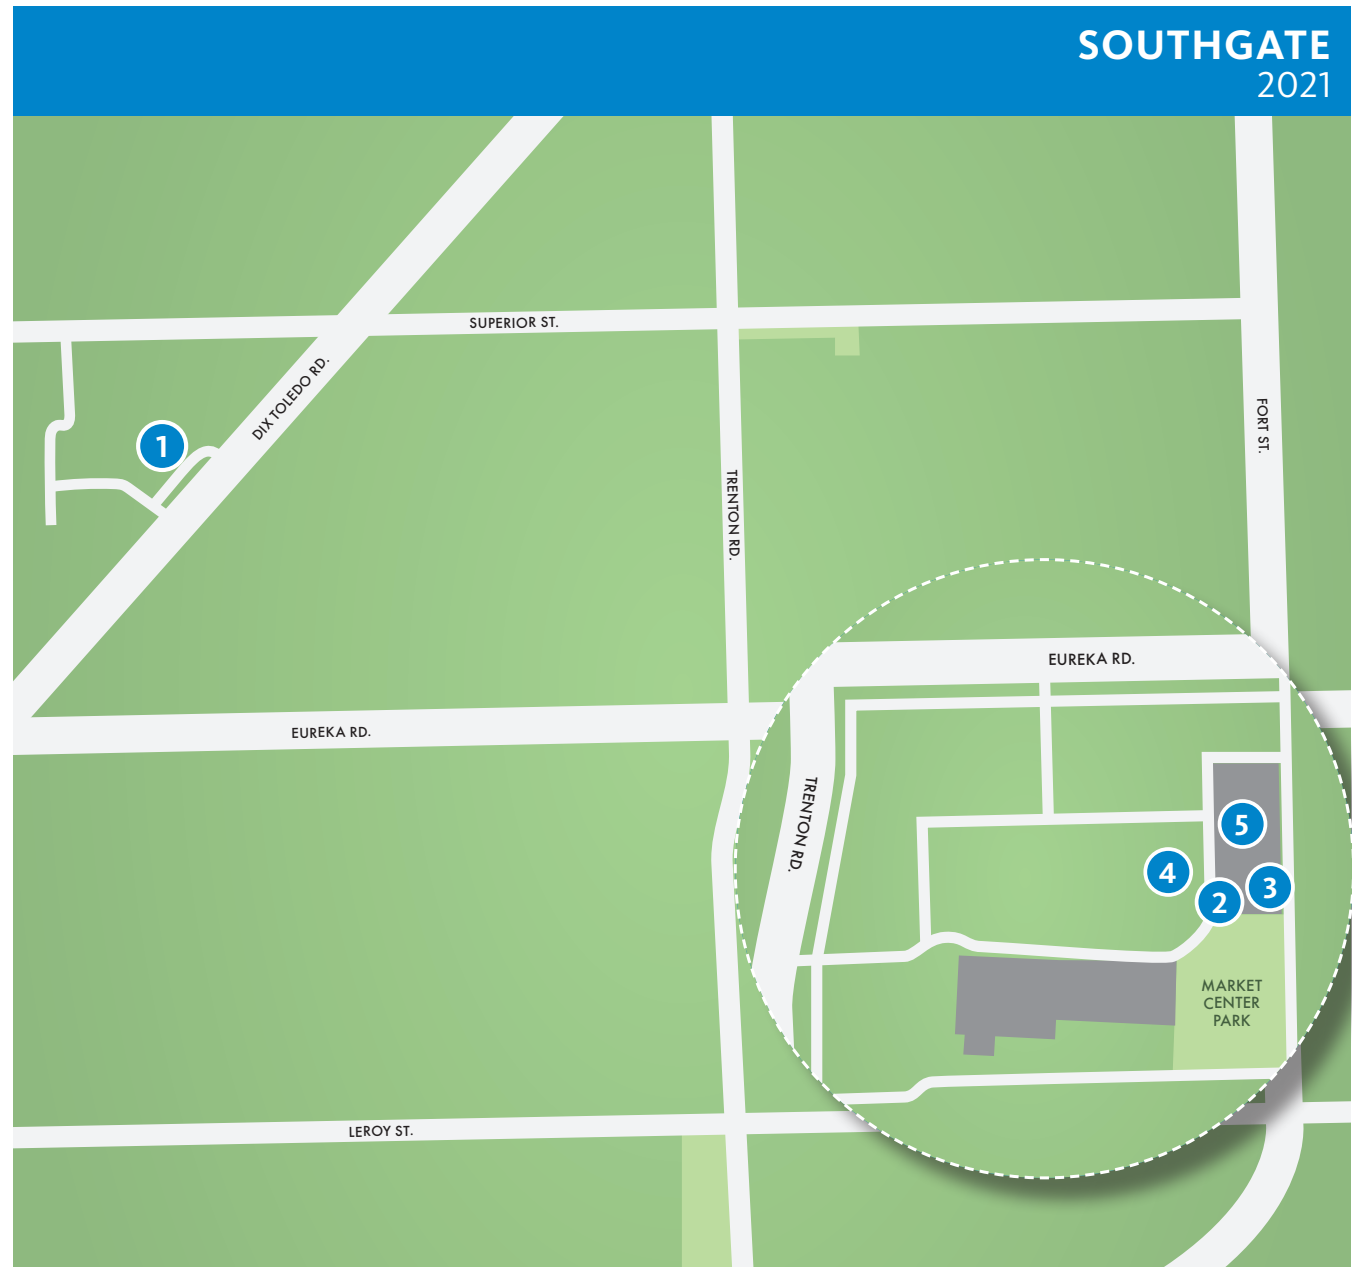 SOUTHGATE
2021
SUPERIOR ST.
DIX TOLEDO RD.
FORT ST.
1
TRENTON RD.
EUREKA RD.
EUREKA RD.
TRENTON RD.
5
4
3
2
MARKET
CENTER
PARK
LEROY ST.